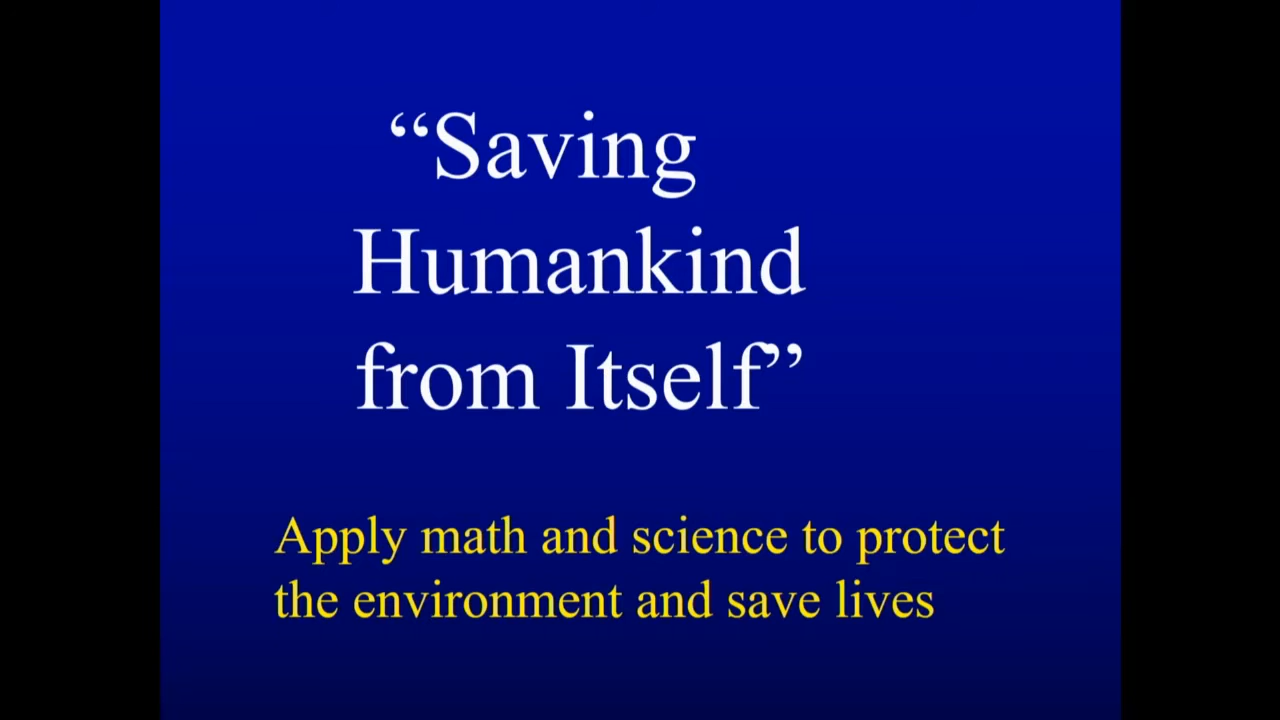 “Saving
Humankind
from Itself”
Apply math and science to protect
the environment and save lives